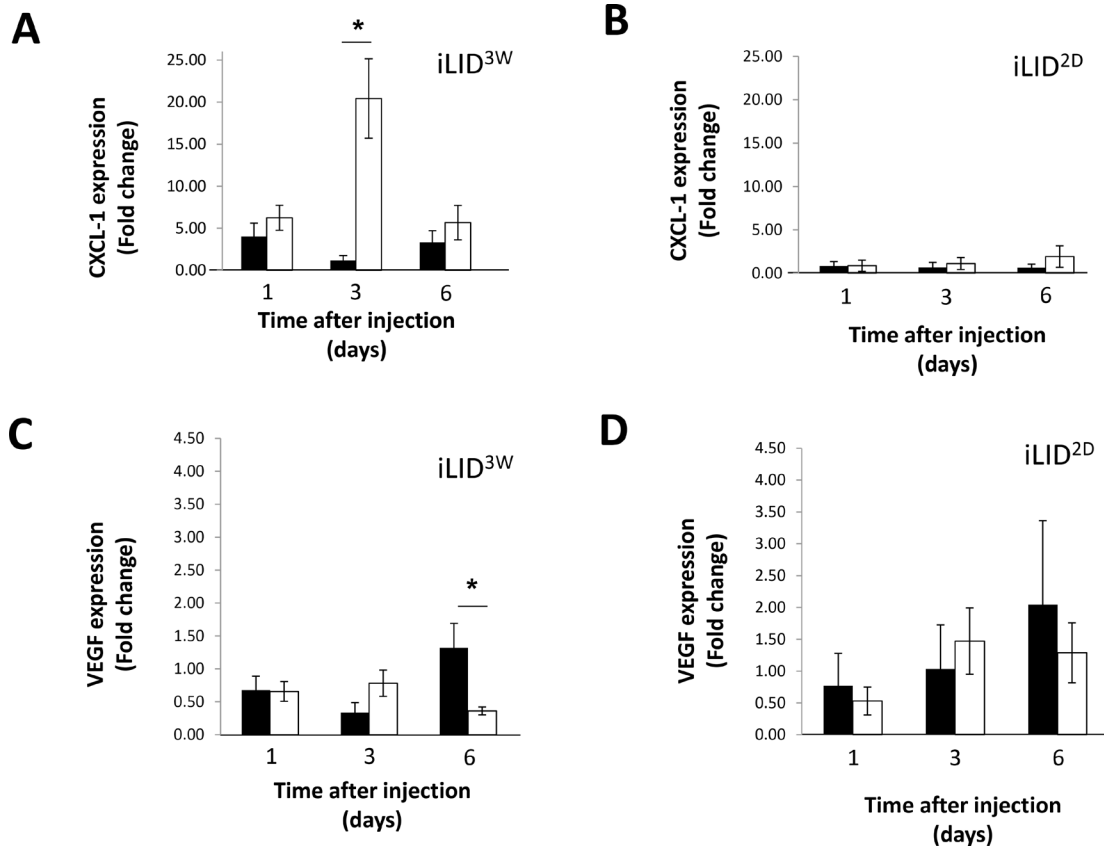 A
CXCL-1 expression
(Fold change)
25.00
20.00
15.00
10.00
5.00
0.00
*
iLID3W
1 3 6
Time after injection
(days)
B
CXCL-1 expression
(Fold change)
25.00
20.00
15.00
10.00
5.00
0.00
iLID2D
1 3 6
Time after injection
(days)
C
VEGF expression
(Fold change)
4.50
4.00
3.50
3.00
2.50
2.00
1.50
1.00
0.50
0.00
iLID3W
*
1 3 6
Time after injection
(days)
D
VEGF expression
(Fold change)
4.50
4.00
3.50
3.00
2.50
2.00
1.50
1.00
0.50
0.00
iLID2D
1 3 6
Time after injection
(days)